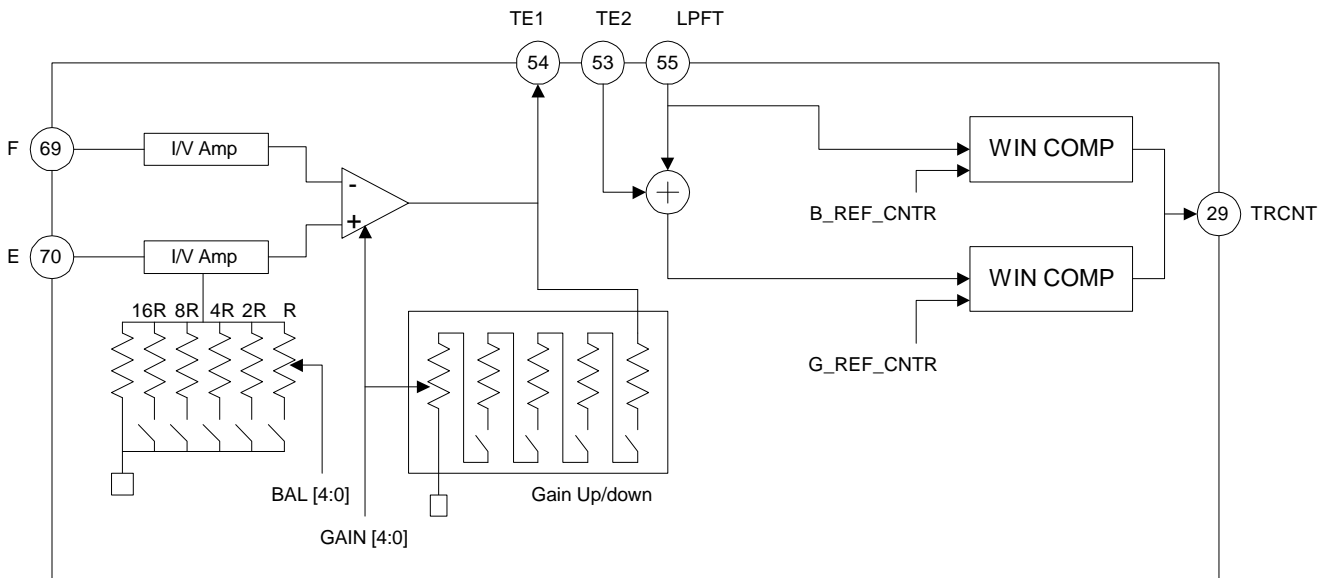 TE1 TE2 LPFT
54 53 55
F 69 I/V Amp
WIN COMP
-
+
B_REF_CNTR
29 TRCNT
E 70 I/V Amp
WIN COMP
16R 8R 4R 2R R
G_REF_CNTR
BAL [4:0]
Gain Up/down
GAIN [4:0]